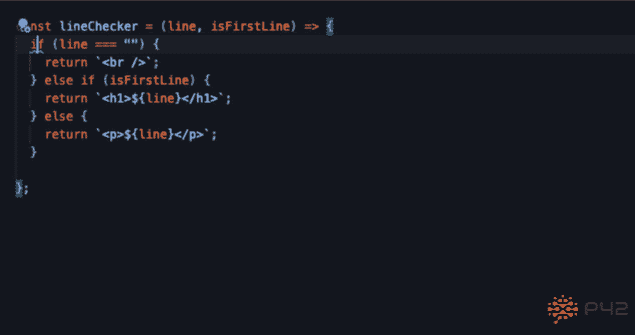 nst lineChecker = (line, isFirstLine) => {
if (line === "") {
return `<br />`;
} else if (isFirstLine) {
return `<h1>${line}</h1>`;
} else {
return `<p>${line}</p>`;
}
};
P42